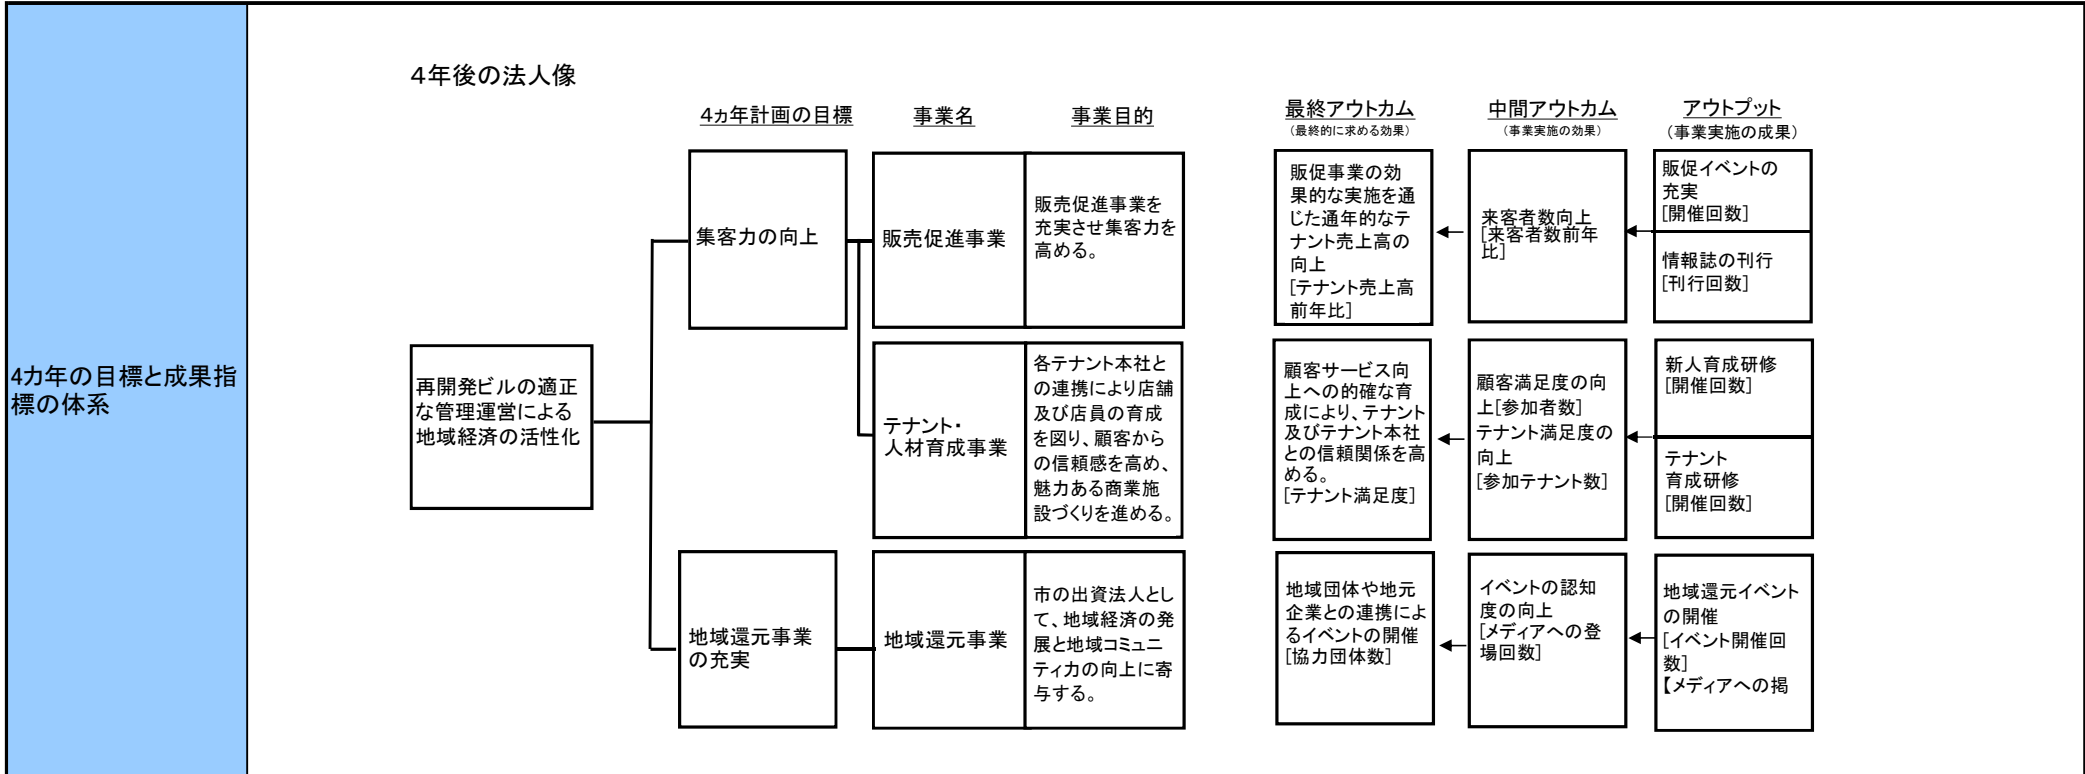 4カ年の目標と成果指
標の体系
4年後の法人像
4ヵ年計画の目標
事業名
事業目的
最終アウトカム
（最終的に求める効果）
中間アウトカム
（事業実施の効果）
アウトプット
（事業実施の成果）
再開発ビルの適正
な管理運営による
地域経済の活性化
集客力の向上
販売促進事業
販売促進事業を
充実させ集客力を
高める。
販促事業の効
果的な実施を通
じた通年的なテ
ナント売上高の
向上
[テナント売上高
前年比]
来客者数向上
[来客者数前年
比]
販促イベントの
充実
[開催回数]
情報誌の刊行
[刊行回数]
テナント・
人材育成事業
各テナント本社と
の連携により店舗
及び店員の育成
を図り、顧客から
の信頼感を高め、
魅力ある商業施
設づくりを進める。
顧客サービス向
上への的確な育
成により、テナント
及びテナント本社
との信頼関係を高
める。
[テナント満足度]
顧客満足度の向
上[参加者数]
テナント満足度の
向上
[参加テナント数]
新人育成研修
[開催回数]
テナント
育成研修
[開催回数]
地域還元事業
の充実
地域還元事業
市の出資法人とし
て、地域経済の発
展と地域コミュニ
ティ力の向上に寄
与する。
地域団体や地元
企業との連携によ
るイベントの開催
[協力団体数]
イベントの認知
度の向上
[メディアへの登
場回数]
地域還元イベント
の開催
[イベント開催回
数]
【メディアへの掲